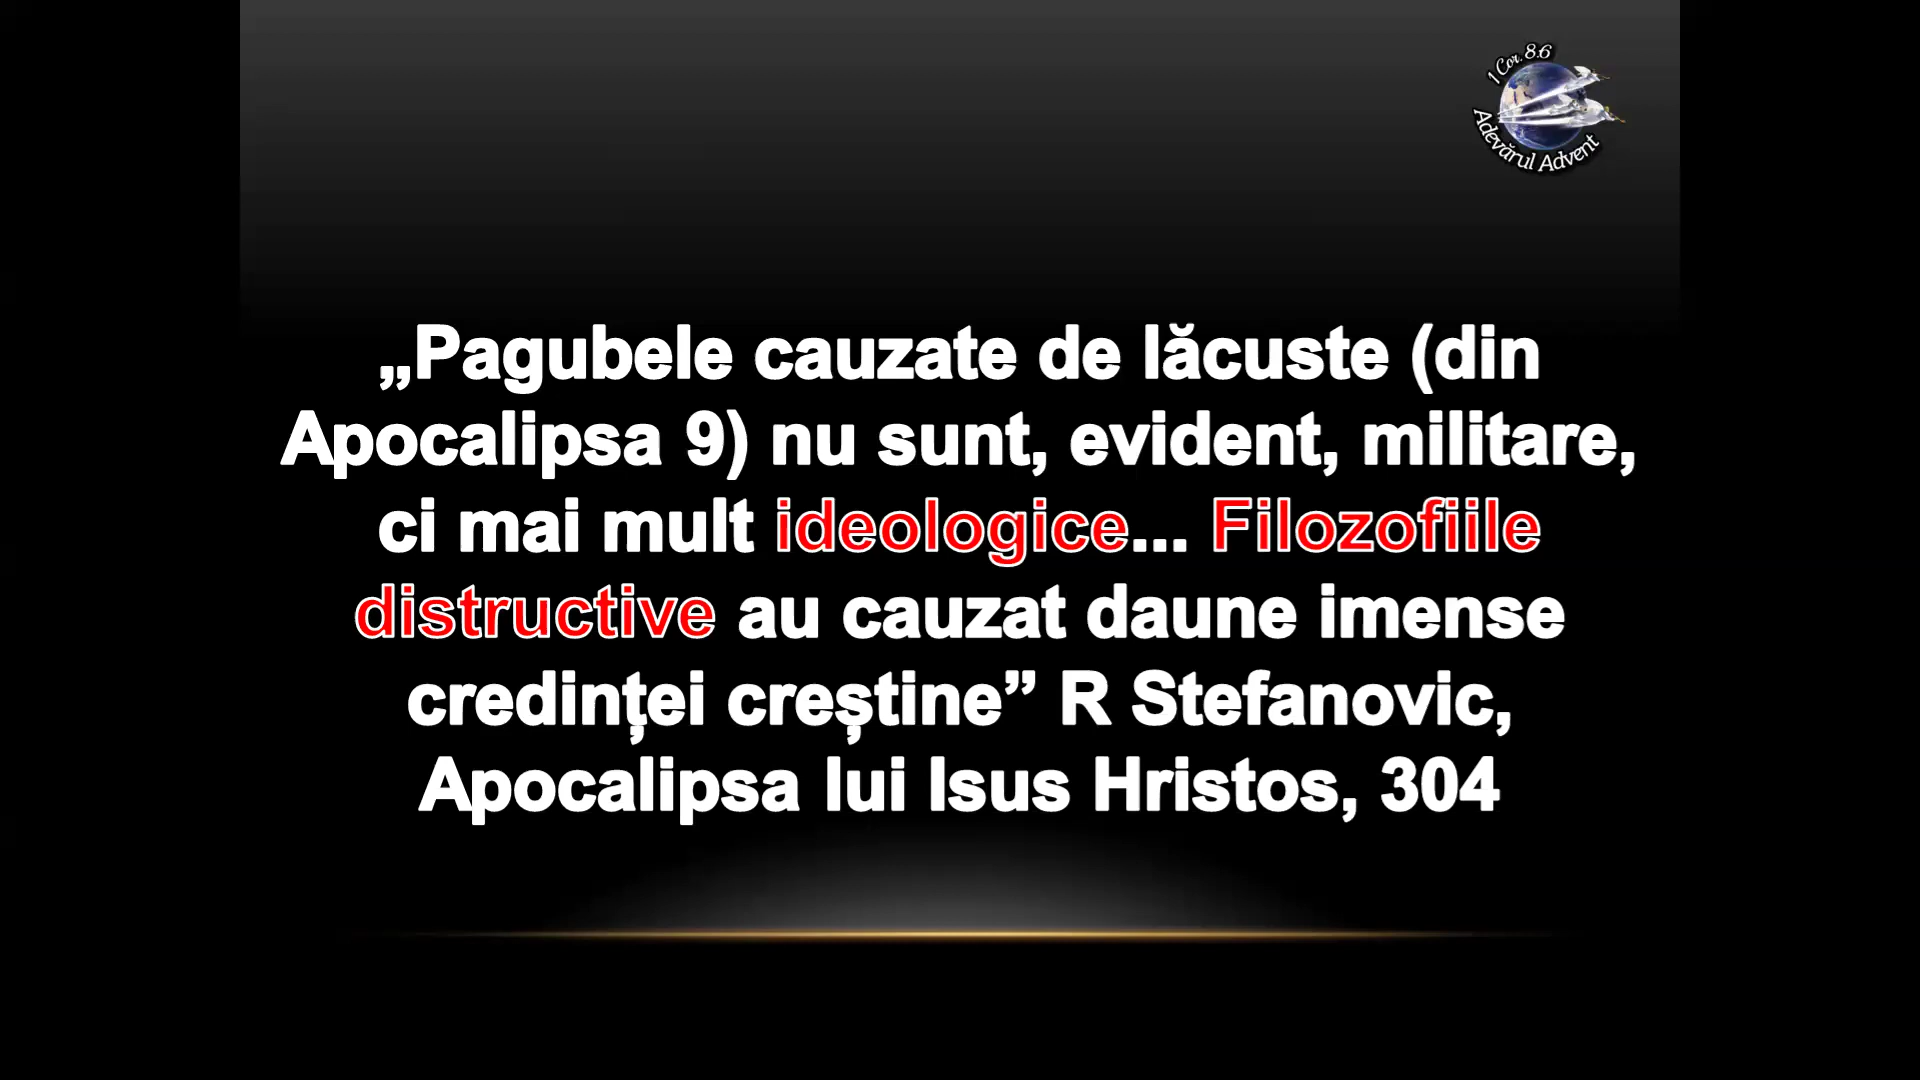 1 Cor. 8:6
Adevărul Advent
„Pagubele cauzate de lăcuste (din
Apocalipsa 9) nu sunt, evident, militare,
ci mai mult ideologice... Filozofiile
distructive au cauzat daune imense
credinței creștine” R Stefanovic,
Apocalipsa lui Isus Hristos, 304